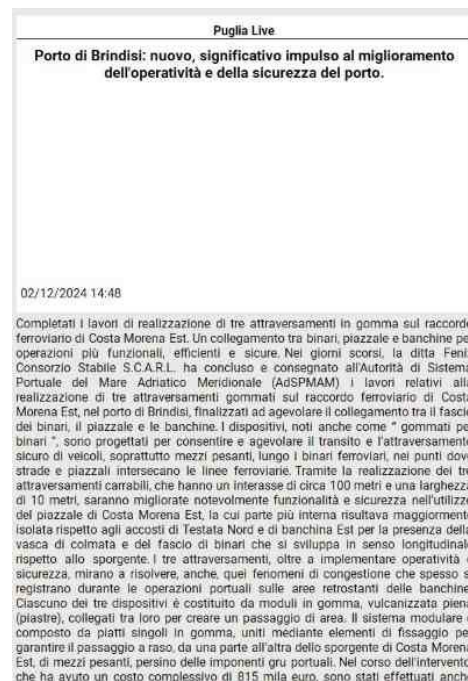 Puglia Live
Porto di Brindisi: nuovo, significativo impulso al miglioramento
dell'operatività e della sicurezza del porto.
02/12/2024 14:48
Completati i lavori di realizzazione di tre attraversamenti in gomma sul raccordo
ferroviario di Costa Morena Est. Un collegamento tra binari, piazzale e banchine per
operazioni più funzionali, efficienti e sicure. Nei giorni scorsi, la ditta Fenix
Consorzio Stabile S.C.A.R.L. ha concluso e consegnato all'Autorità di Sistema
Portuale del Mare Adriatico Meridionale (AdSPMAM) i lavori relativi alla
realizzazione di tre attraversamenti gommati sul raccordo ferroviario di Costa
Morena Est, nel porto di Brindisi, finalizzati ad agevolare il collegamento tra il fascio
dei binari, il piazzale e le banchine. I dispositivi, noti anche come " gommati per
binari ", sono progettati per consentire e agevolare il transito e l'attraversamento
sicuro di veicoli, soprattutto mezzi pesanti, lungo i binari ferroviari, nei punti dove
strade e piazzali intersecano le linee ferroviarie. Tramite la realizzazione dei tre
attraversamenti carrabili, che hanno un interasse di circa 100 metri e una larghezza
di 10 metri, saranno migliorate notevolmente funzionalità e sicurezza nell'utilizzo
del piazzale di Costa Morena Est, la cui parte più interna risultava maggiormente
isolata rispetto agli accosti di Testata Nord e di banchina Est per la presenza della
vasca di colmata e del fascio di binari che si sviluppa in senso longitudinale
rispetto allo sporgente. I tre attraversamenti, oltre a implementare operatività e
sicurezza, mirano a risolvere, anche, quei fenomeni di congestione che spesso si
registrano durante le operazioni portuali sulle aree retrostanti delle banchine.
Ciascuno dei tre dispositivi è costituito da moduli in gomma, vulcanizzata piena
(piastre), collegati tra loro per creare un passaggio di area. Il sistema modulare è
composto da piatti singoli in gomma, uniti mediante elementi di fissaggio per
garantire il passaggio a raso, da una parte all'altra dello sporgente di Costa Morena
Est, di mezzi pesanti, persino delle imponenti gru portuali. Nel corso dell'intervento,
che ha avuto un costo complessivo di 815 mila euro, sono stati effettuati anche